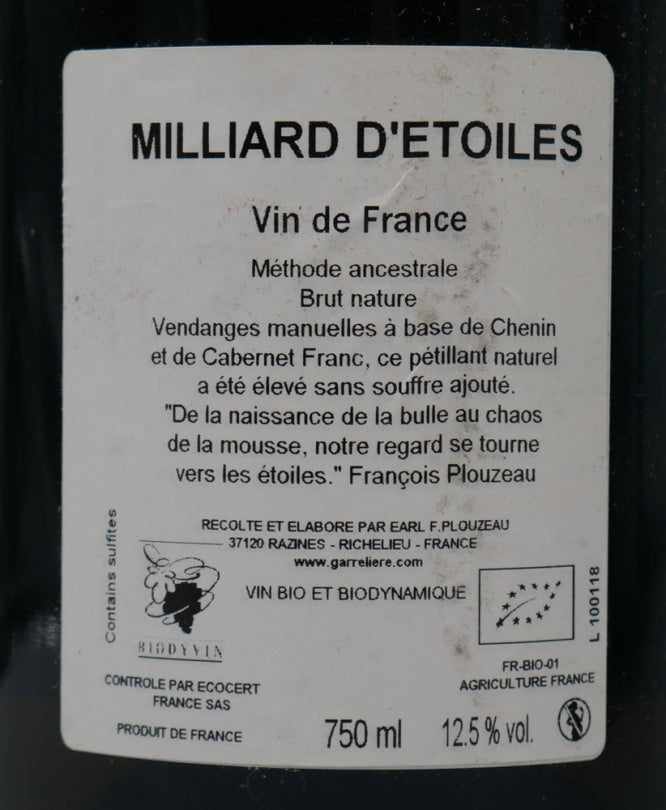 MILLIARD D'ETOILES
Vin de France
Méthode ancestrale
Brut nature
Vendanges manuelles à base de Chenin
et de Cabernet Franc, ce pétillant naturel
a été élevé sans souffre ajouté.
"De la naissance de la bulle au chaos
de la mousse, notre regard se tourne
vers les étoiles." François Plouzeau
RECOLTE ET ELABORE PAR EARL F.PLOUZEAU
37120 RAZINES - RICHELIEU - FRANCE
www.garreliere.com
Contains sulfites
VIN BIO ET BIODYNAMIQUE
L 100118
BIODYVIN
FR-BIO-01
AGRICULTURE FRANCE
CONTROLE PAR ECOCERT
FRANCE SAS
PRODUIT DE FRANCE
750 ml
12.5 % vol.